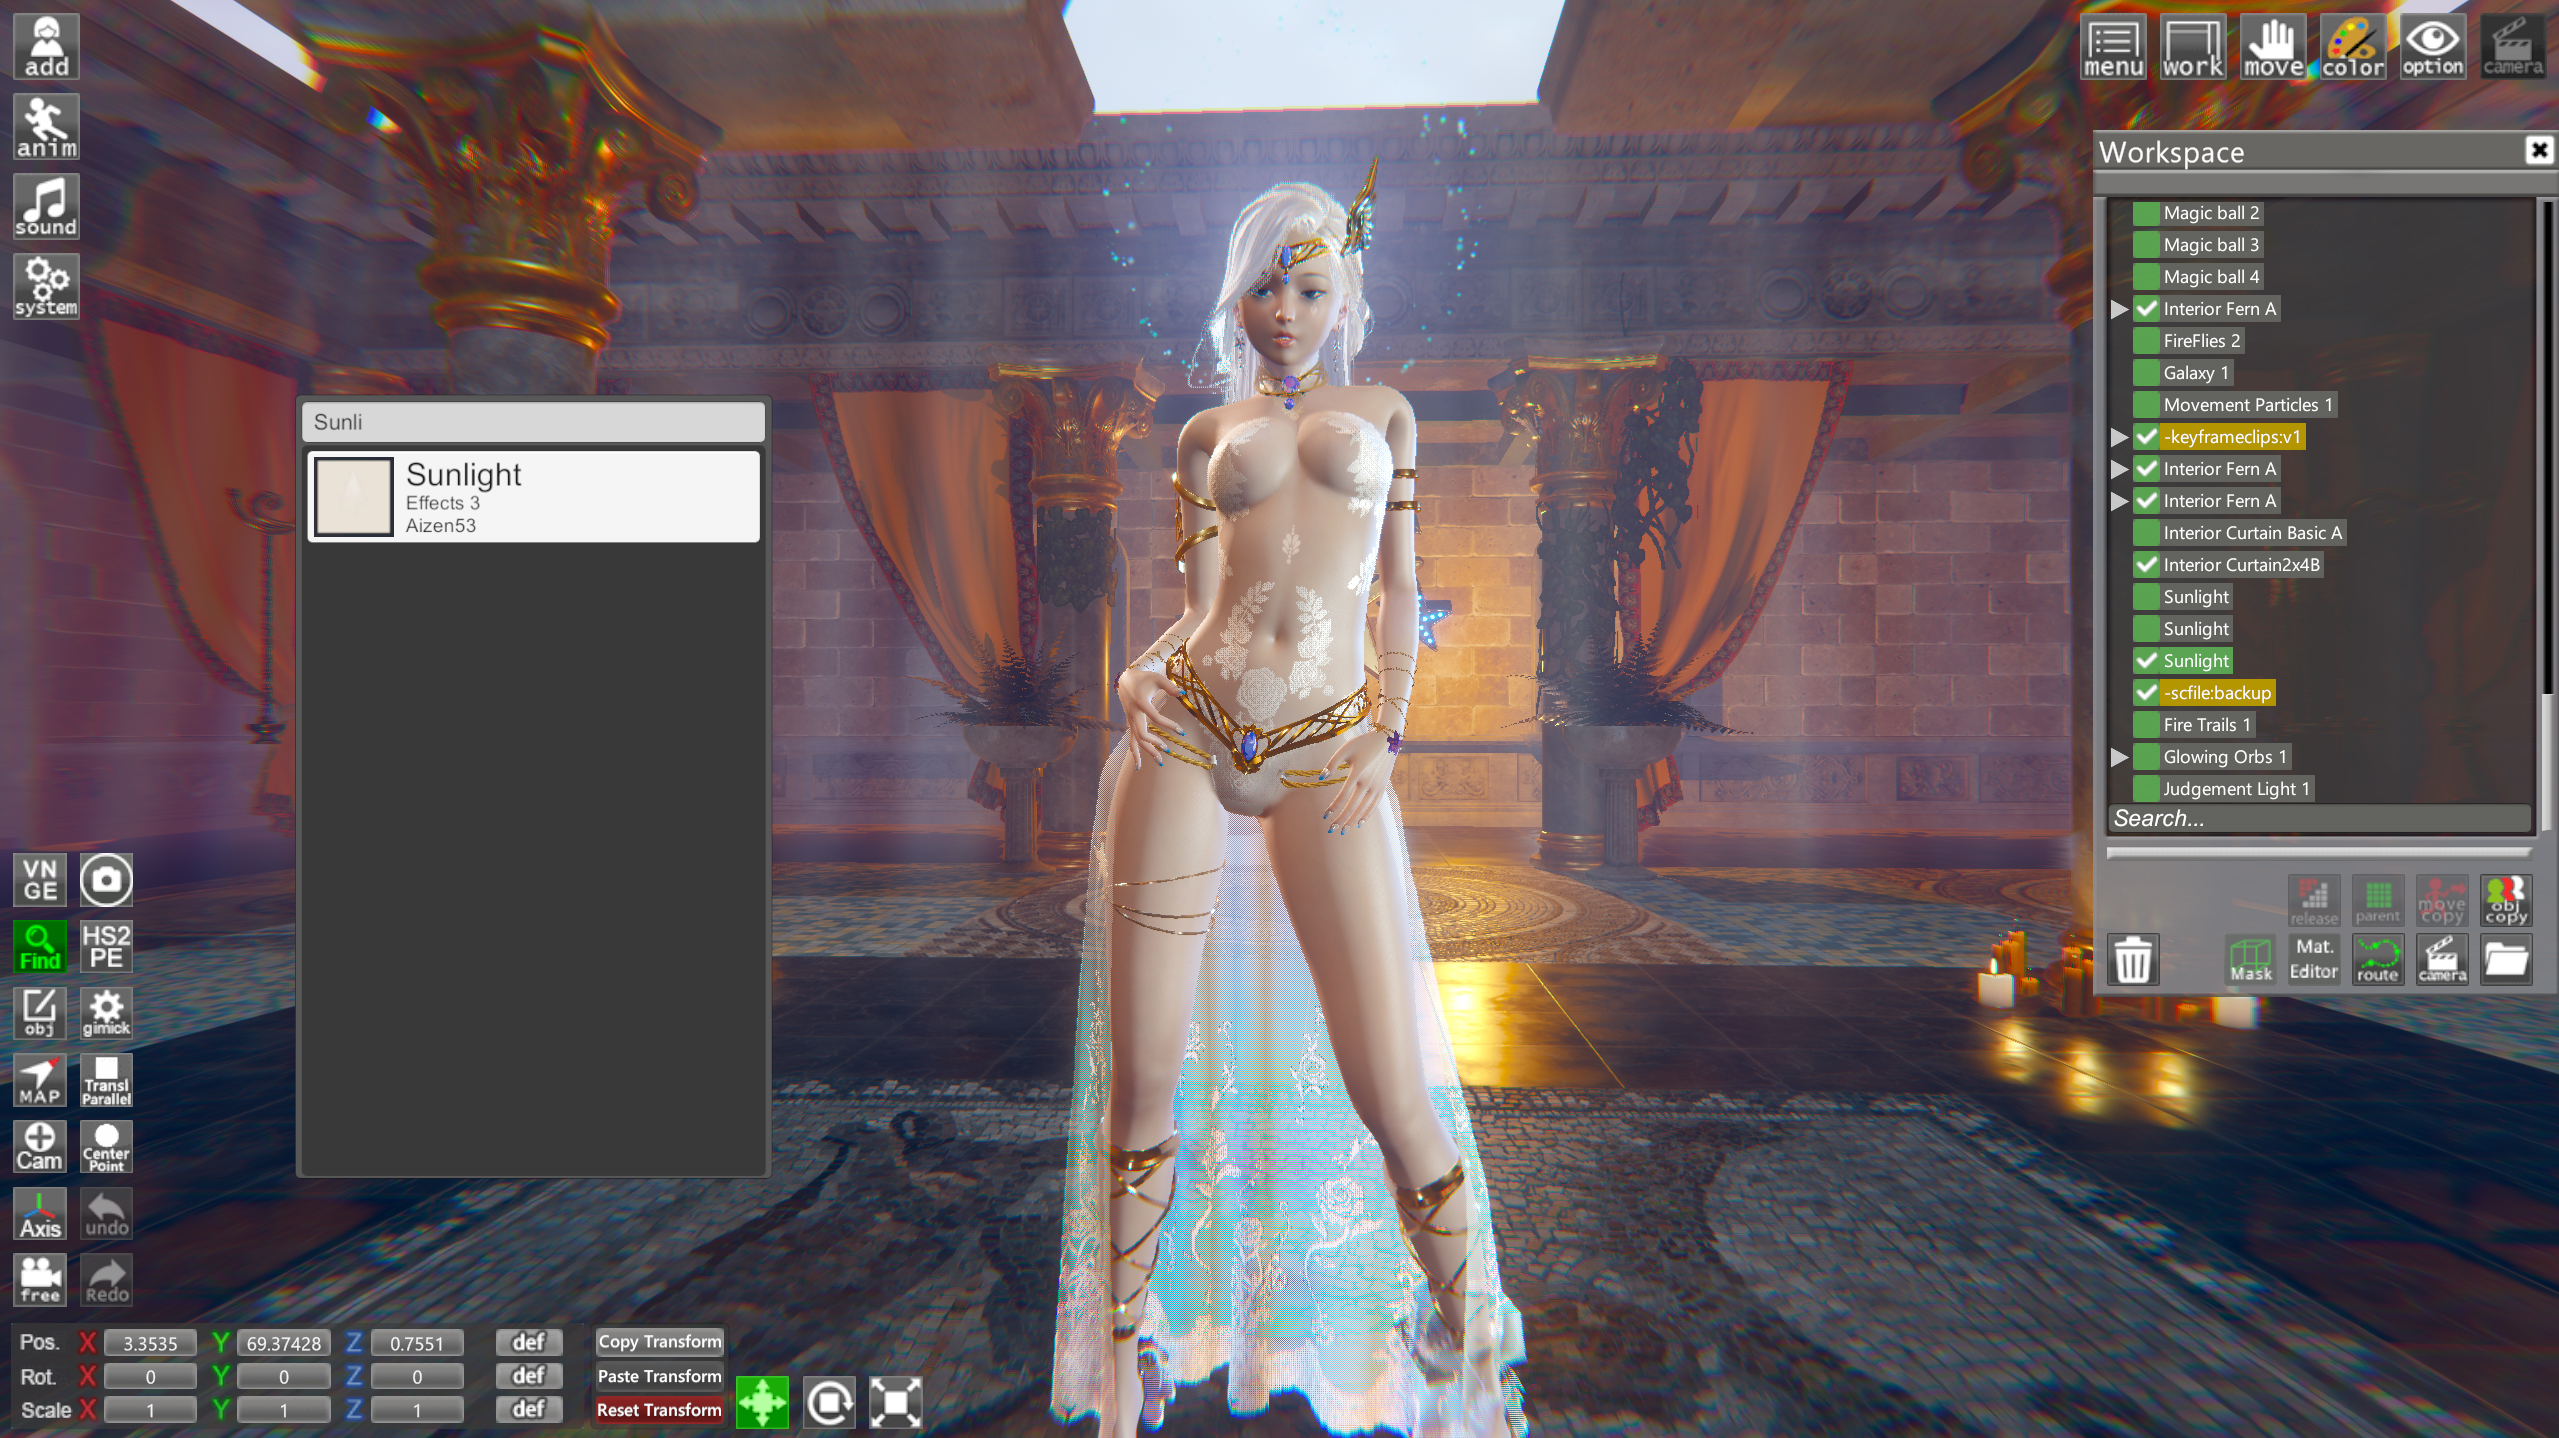 add
anim
sound
system
menu
work
move
color
option
camera
Workspace
Magic ball 2
Magic ball 3
Magic ball 4
Interior Fern A
FireFlies 2
Galaxy 1
Movement Particles 1
-keyframeclips:v1
Interior Fern A
Interior Fern A
Interior Curtain Basic A
Interior Curtain2x4B
Sunlight
Sunlight
Sunlight
-scfile:backup
Fire Trails 1
Glowing Orbs 1
Judgement Light 1
Search...
release
parent
move copy
obj copy
Mask
Mat. Editor
route
camera
Sunli
Sunlight
Effects 3
Aizen53
VN GE
Find
HS2 PE
obj
gimick
MAP
Transl Parallel
Cam
Center Point
Axis
undo
free
Redo
Pos. X 3.3535 Y 69.37428 Z 0.7551 def
Rot. X 0 Y 0 Z 0 def
Scale X 1 Y 1 Z 1 def
Copy Transform
Paste Transform
Reset Transform